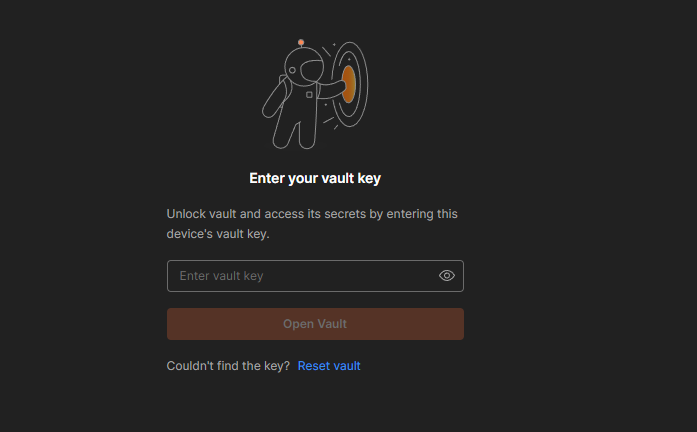 Enter your vault key
Unlock vault and access its secrets by entering this
device's vault key.
Enter vault key
Open Vault
Couldn't find the key? Reset vault